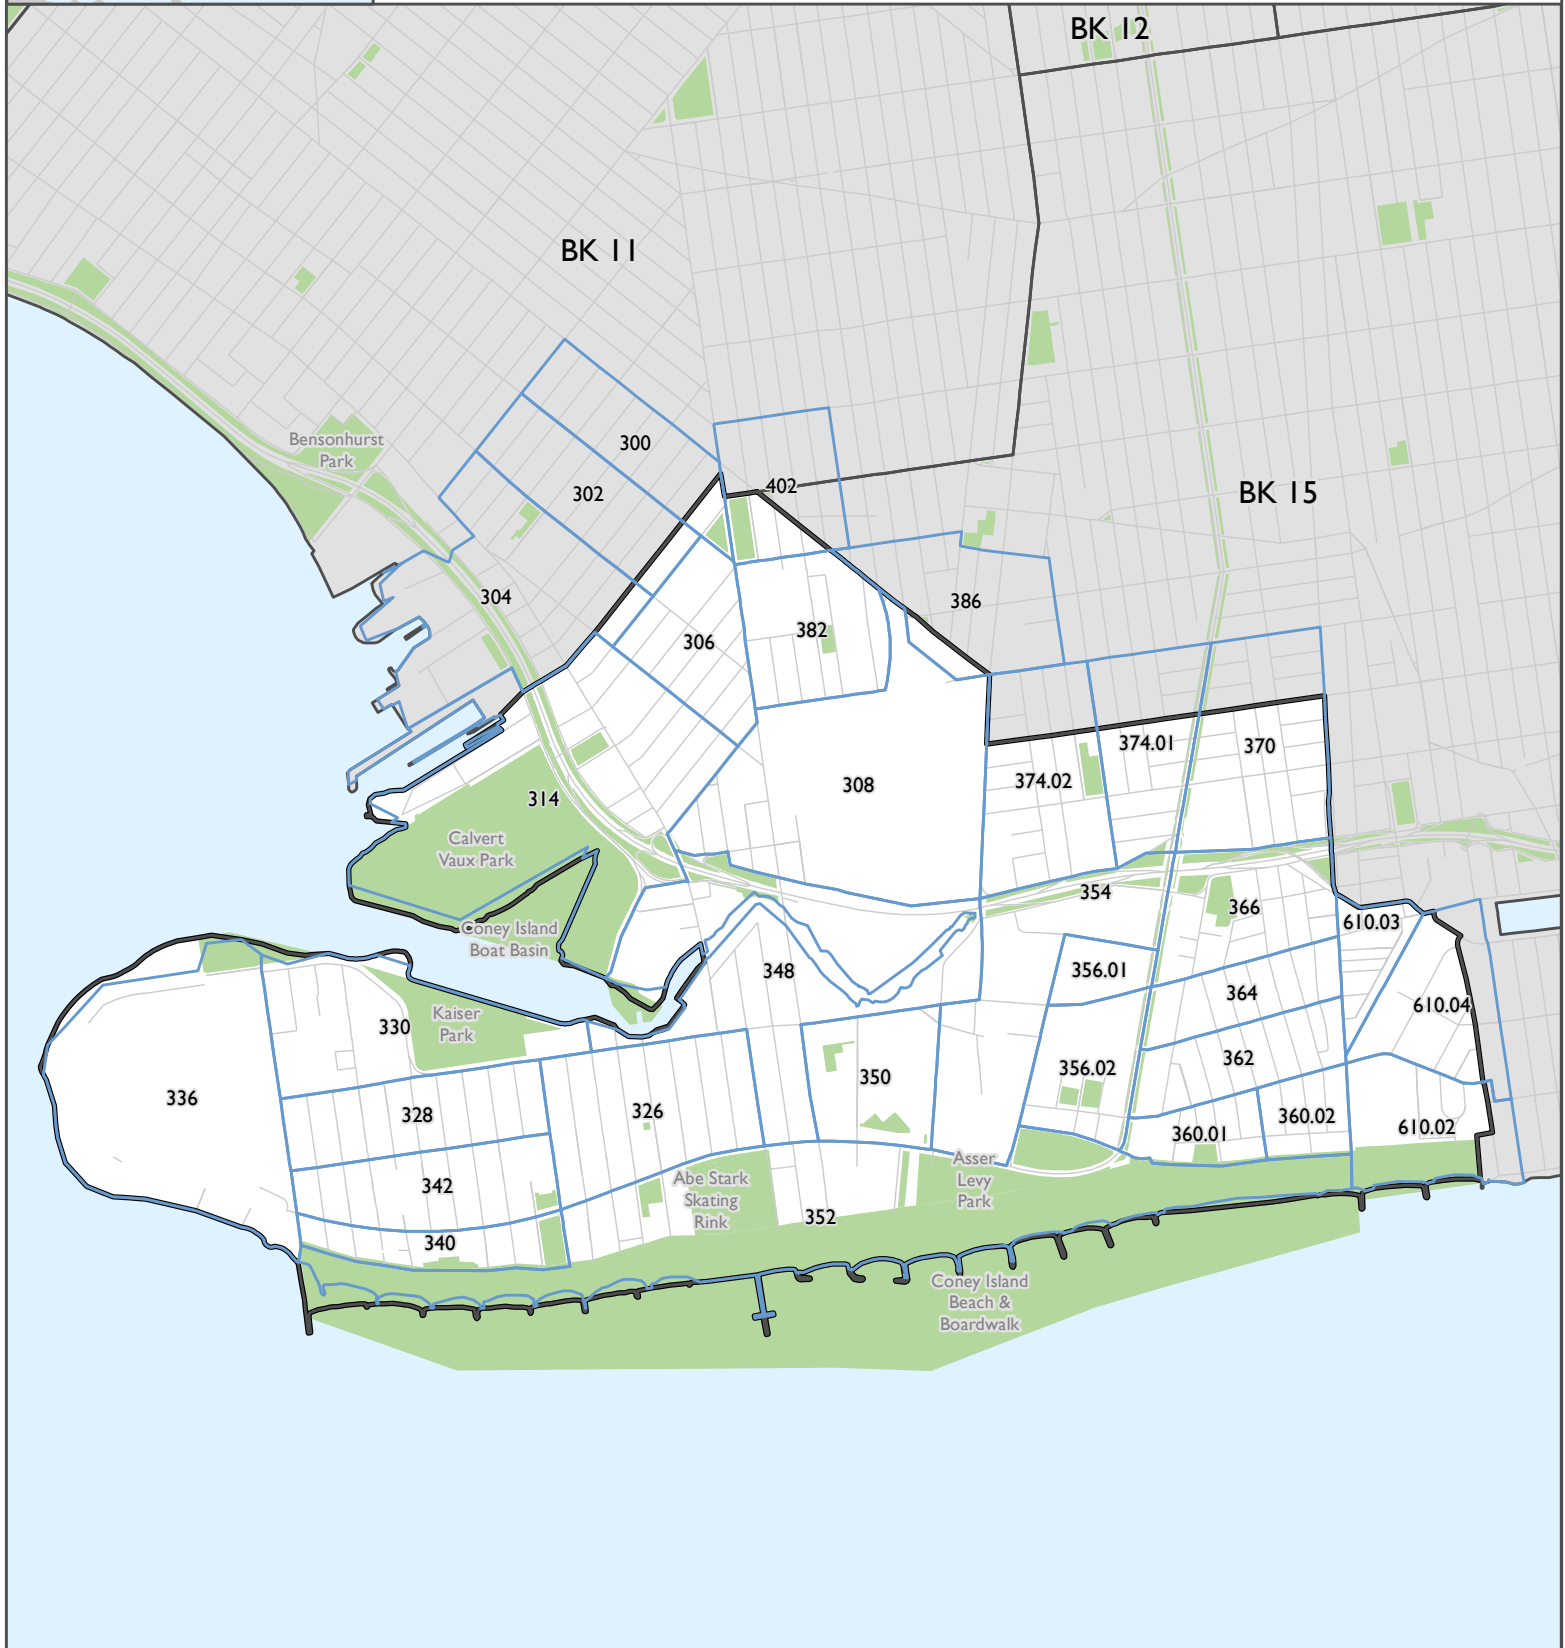 BK 12
BK 11
Bensonhurst
Park
300
402
BK 15
302
304
386
306
382
374.01
370
374.02
308
314
Calvert
Vaux Park
354
366
610.03
Coney Island
Boat Basin
348
356.01
364
610.04
Kaiser
Park
330
362
356.02
350
336
328
326
360.02
360.01
610.02
Asser
Levy
Park
342
Abe Stark
Skating
Rink
352
340
Coney Island
Beach &
Boardwalk